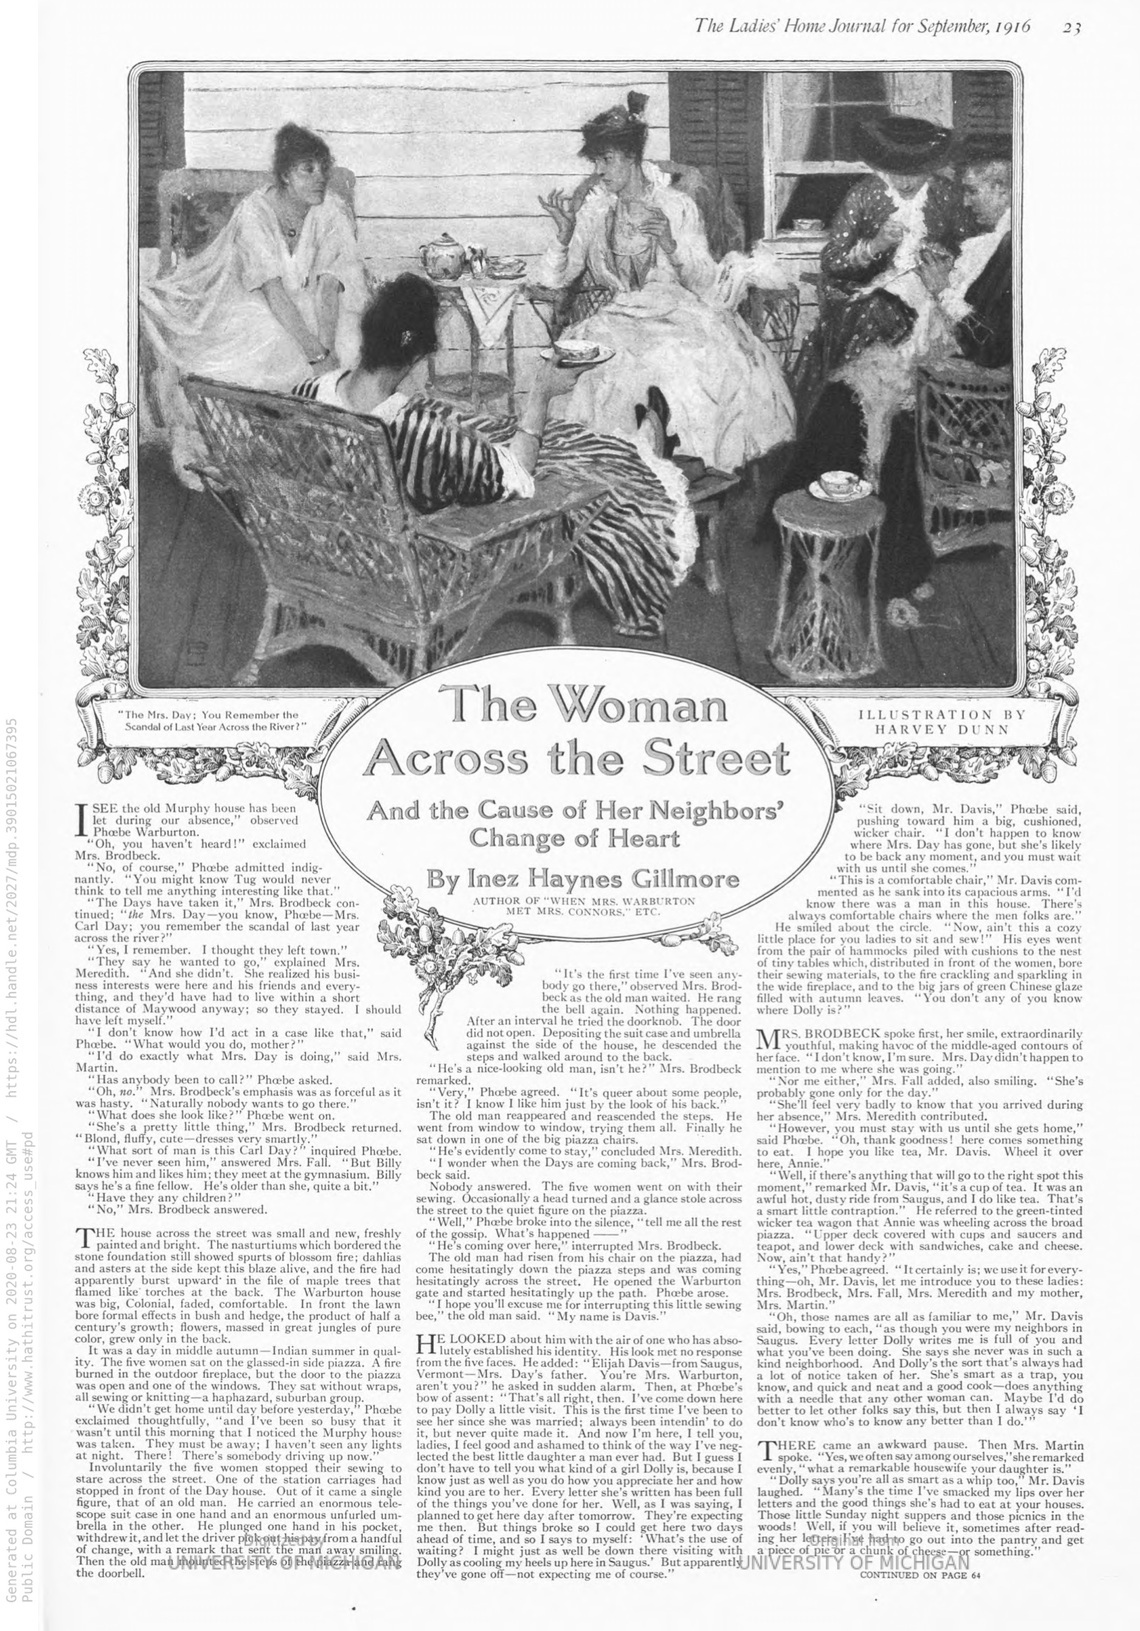 The Ladies' Home Journal for September, 1916 23
"The Mrs. Day; You Remember the
Scandal of Last Year Across the River?"
The Woman
Across the Street
And the Cause of Her Neighbors'
Change of Heart
By Inez Haynes Gillmore
AUTHOR OF "WHEN MRS. WARBURTON
MET MRS. CONNORS," ETC.
ILLUSTRATION BY
HARVEY DUNN
I SEE the old Murphy house has been
let during our absence," observed
Phœbe Warburton.
"Oh, you haven't heard!" exclaimed
Mrs. Brodbeck.
"No, of course," Phœbe admitted indig-
nantly. "You might know Tug would never
think to tell me anything interesting like that."
"The Days have taken it," Mrs. Brodbeck con-
tinued; "the Mrs. Day—you know, Phœbe—Mrs.
Carl Day; you remember the scandal of last year
across the river?"
"Yes, I remember. I thought they left town."
"They say he wanted to go," explained Mrs.
Meredith. "And she didn't. She realized his busi-
ness interests were here and his friends and every-
thing, and they'd have had to live within a short
distance of Maywood anyway; so they stayed. I should
have left myself."
"I don't know how I'd act in a case like that," said
Phœbe. "What would you do, mother?"
"I'd do exactly what Mrs. Day is doing," said Mrs.
Martin.
"Has anybody been to call?" Phœbe asked.
"Oh, no." Mrs. Brodbeck's emphasis was as forceful as it
was hasty. "Naturally nobody wants to go there."
"What does she look like?" Phœbe went on.
"She's a pretty little thing," Mrs. Brodbeck returned.
"Blond, fluffy, cute—dresses very smartly."
"What sort of man is this Carl Day?" inquired Phœbe.
"I've never seen him," answered Mrs. Fall. "But Billy
knows him and likes him; they meet at the gymnasium. Billy
says he's a fine fellow. He's older than she, quite a bit."
"Have they any children?"
"No," Mrs. Brodbeck answered.
THE house across the street was small and new, freshly
painted and bright. The nasturtiums which bordered the
stone foundation still showed spurts of blossom fire; dahlias
and asters at the side kept this blaze alive, and the fire had
apparently burst upward in the file of maple trees that
flamed like torches at the back. The Warburton house
was big, Colonial, faded, comfortable. In front the lawn
bore formal effects in bush and hedge, the product of half a
century's growth; flowers, massed in great jungles of pure
color, grew only in the back.
It was a day in middle autumn—Indian summer in qual-
ity. The five women sat on the glassed-in side piazza. A fire
burned in the outdoor fireplace, but the door to the piazza
was open and one of the windows. They sat without wraps,
all sewing or knitting—a haphazard, suburban group.
"We didn't get home until day before yesterday," Phœbe
exclaimed thoughtfully, "and I've been so busy that it
wasn't until this morning that I noticed the Murphy house
was taken. They must be away; I haven't seen any lights
at night. There! There's somebody driving up now."
Involuntarily the five women stopped their sewing to
stare across the street. One of the station carriages had
stopped in front of the Day house. Out of it came a single
figure, that of an old man. He carried an enormous tele-
scope suit case in one hand and an enormous unfurled um-
brella in the other. He plunged one hand in his pocket,
withdrew it, and let the driver pick out his pay from a handful
of change, with a remark that sent the man away smiling.
Then the old man mounted the steps of the piazza and rang
the doorbell.
"It's the first time I've seen any-
body go there," observed Mrs. Brod-
beck as the old man waited. He rang
the bell again. Nothing happened.
After an interval he tried the doorknob. The door
did not open. Depositing the suit case and umbrella
against the side of the house, he descended the
steps and walked around to the back.
"He's a nice-looking old man, isn't he?" Mrs. Brodbeck
remarked.
"Very," Phœbe agreed. "It's queer about some people,
isn't it? I know I like him just by the look of his back."
The old man reappeared and reascended the steps. He
went from window to window, trying them all. Finally he
sat down in one of the big piazza chairs.
"He's evidently come to stay," concluded Mrs. Meredith.
"I wonder when the Days are coming back," Mrs. Brod-
beck said.
Nobody answered. The five women went on with their
sewing. Occasionally a head turned and a glance stole across
the street to the quiet figure on the piazza.
"Well," Phœbe broke into the silence, "tell me all the rest
of the gossip. What's happened ——"
"He's coming over here," interrupted Mrs. Brodbeck.
The old man had risen from his chair on the piazza, had
come hesitatingly down the piazza steps and was coming
hesitatingly across the street. He opened the Warburton
gate and started hesitatingly up the path. Phœbe arose.
"I hope you'll excuse me for interrupting this little sewing
bee," the old man said. "My name is Davis."
HE LOOKED about him with the air of one who has abso-
lutely established his identity. His look met no response
from the five faces. He added: "Elijah Davis—from Saugus,
Vermont—Mrs. Day's father. You're Mrs. Warburton,
aren't you?" he asked in sudden alarm. Then, at Phœbe's
bow of assent: "That's all right, then. I've come down here
to pay Dolly a little visit. This is the first time I've been to
see her since she was married; always been intendin' to do
it, but never quite made it. And now I'm here, I tell you,
ladies, I feel good and ashamed to think of the way I've neg-
lected the best little daughter a man ever had. But I guess I
don't have to tell you what kind of a girl Dolly is, because I
know just as well as you do how you appreciate her and how
kind you are to her. Every letter she's written has been full
of the things you've done for her. Well, as I was saying, I
planned to get here day after tomorrow. They're expecting
me then. But things broke so I could get here two days
ahead of time, and so I says to myself: 'What's the use of
waiting? I might just as well be down there visiting with
Dolly as cooling my heels up here in Saugus.' But apparently
they've gone off—not expecting me of course."
"Sit down, Mr. Davis," Phœbe said,
pushing toward him a big, cushioned,
wicker chair. "I don't happen to know
where Mrs. Day has gone, but she's likely
to be back any moment, and you must wait
with us until she comes."
"This is a comfortable chair," Mr. Davis com-
mented as he sank into its capacious arms. "I'd
know there was a man in this house. There's
always comfortable chairs where the men folks are."
He smiled about the circle. "Now, ain't this a cozy
little place for you ladies to sit and sew!" His eyes went
from the pair of hammocks piled with cushions to the nest
of tiny tables which, distributed in front of the women, bore
their sewing materials, to the fire crackling and sparkling in
the wide fireplace, and to the big jars of green Chinese glaze
filled with autumn leaves. "You don't any of you know
where Dolly is?"
MRS. BRODBECK spoke first, her smile, extraordinarily
youthful, making havoc of the middle-aged contours of
her face. "I don't know, I'm sure. Mrs. Day didn't happen to
mention to me where she was going."
"Nor me either," Mrs. Fall added, also smiling. "She's
probably gone only for the day."
"She'll feel very badly to know that you arrived during
her absence," Mrs. Meredith contributed.
"However, you must stay with us until she gets home,"
said Phœbe. "Oh, thank goodness! here comes something
to eat. I hope you like tea, Mr. Davis. Wheel it over
here, Annie."
"Well, if there's anything that will go to the right spot this
moment," remarked Mr. Davis, "it's a cup of tea. It was an
awful hot, dusty ride from Saugus, and I do like tea. That's
a smart little contraption." He referred to the green-tinted
wicker tea wagon that Annie was wheeling across the broad
piazza. "Upper deck covered with cups and saucers and
teapot, and lower deck with sandwiches, cake and cheese.
Now, ain't that handy?"
"Yes," Phœbe agreed. "It certainly is; we use it for every-
thing—oh, Mr. Davis, let me introduce you to these ladies:
Mrs. Brodbeck, Mrs. Fall, Mrs. Meredith and my mother,
Mrs. Martin."
"Oh, those names are all as familiar to me," Mr. Davis
said, bowing to each, "as though you were my neighbors in
Saugus. Every letter Dolly writes me is full of you and
what you've been doing. She says she never was in such a
kind neighborhood. And Dolly's the sort that's always had
a lot of notice taken of her. She's smart as a trap, you
know, and quick and neat and a good cook—does anything
with a needle that any other woman can. Maybe I'd do
better to let other folks say this, but then I always say 'I
don't know who's to know any better than I do.'"
THERE came an awkward pause. Then Mrs. Martin
spoke. "Yes, we often say among ourselves," she remarked
evenly, "what a remarkable housewife your daughter is."
"Dolly says you're all as smart as a whip too," Mr. Davis
laughed. "Many's the time I've smacked my lips over her
letters and the good things she's had to eat at your houses.
Those little Sunday night suppers and those picnics in the
woods! Well, if you will believe it, sometimes after read-
ing her letters I've had to go out into the pantry and get
a piece of pie or a chunk of cheese—or something."
CONTINUED ON PAGE 64
Digitized by
UNIVERSITY OF MICHIGAN
Original from
UNIVERSITY OF MICHIGAN
Generated at Columbia University on 2020-08-23 21:24 GMT / https://hdl.handle.net/2027/mdp.39015021067395
Public Domain / http://www.hathitrust.org/access_use#pd